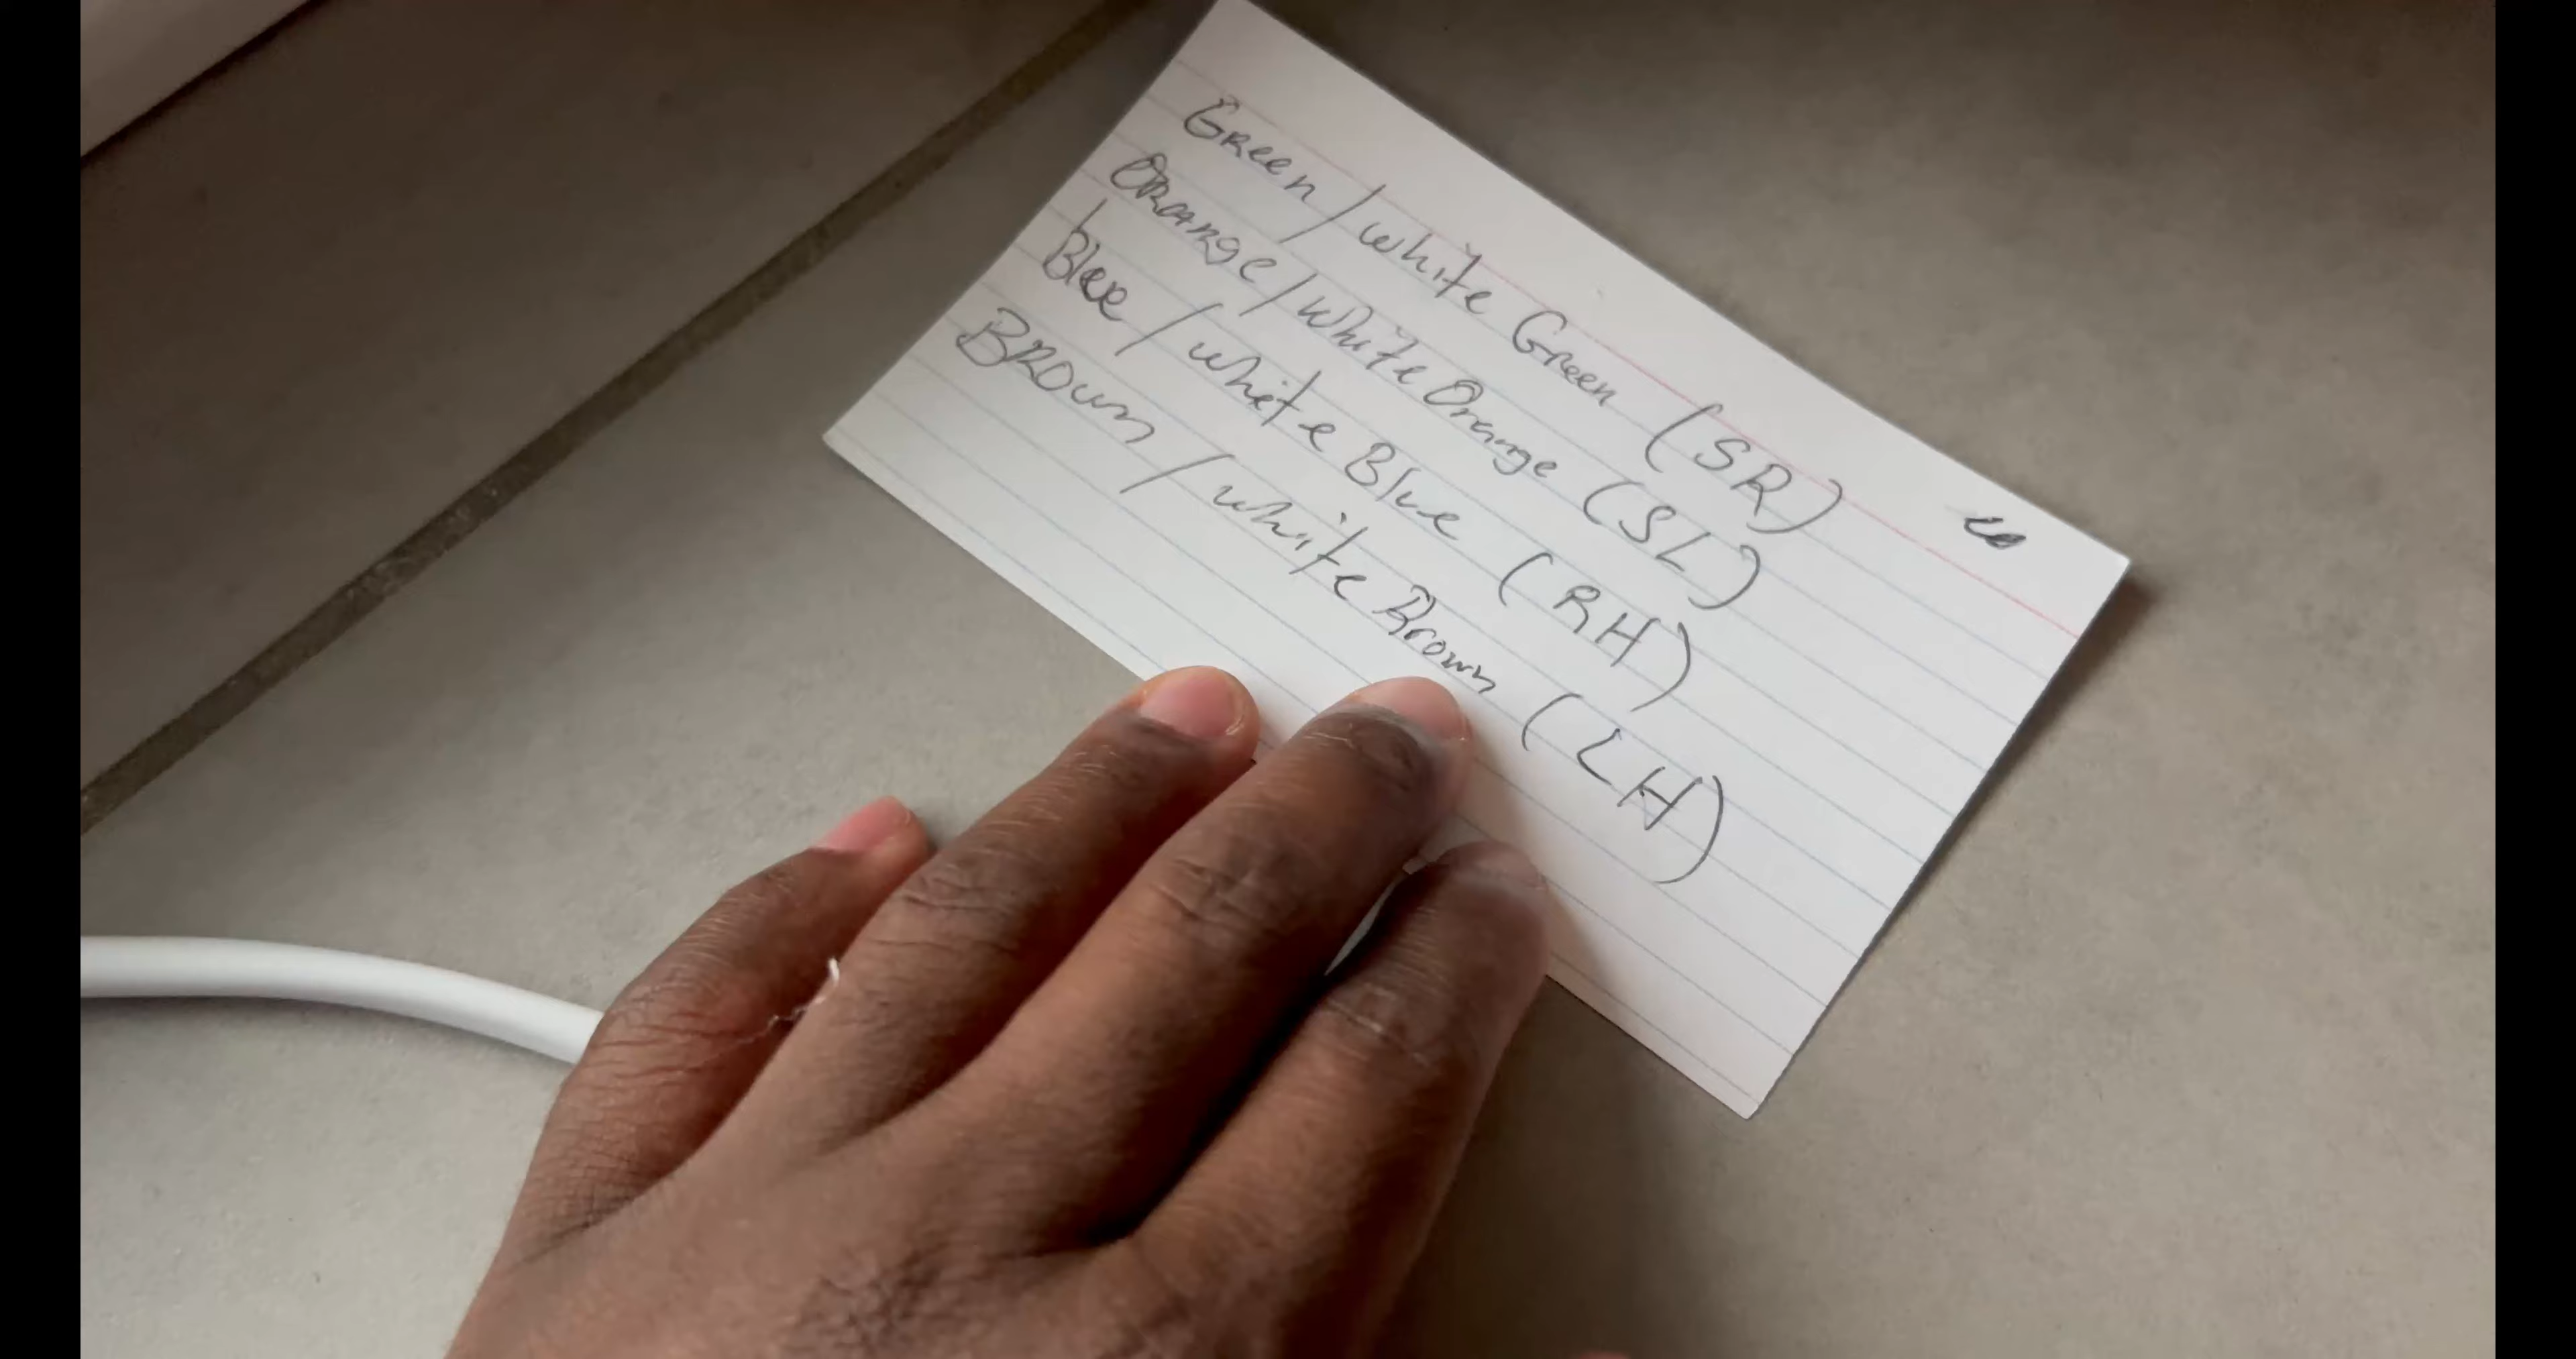 Green / white Green (SR)
Orange / white Orange (SL)
Blue / white Blue (RH)
Brown / white Brown (LH)